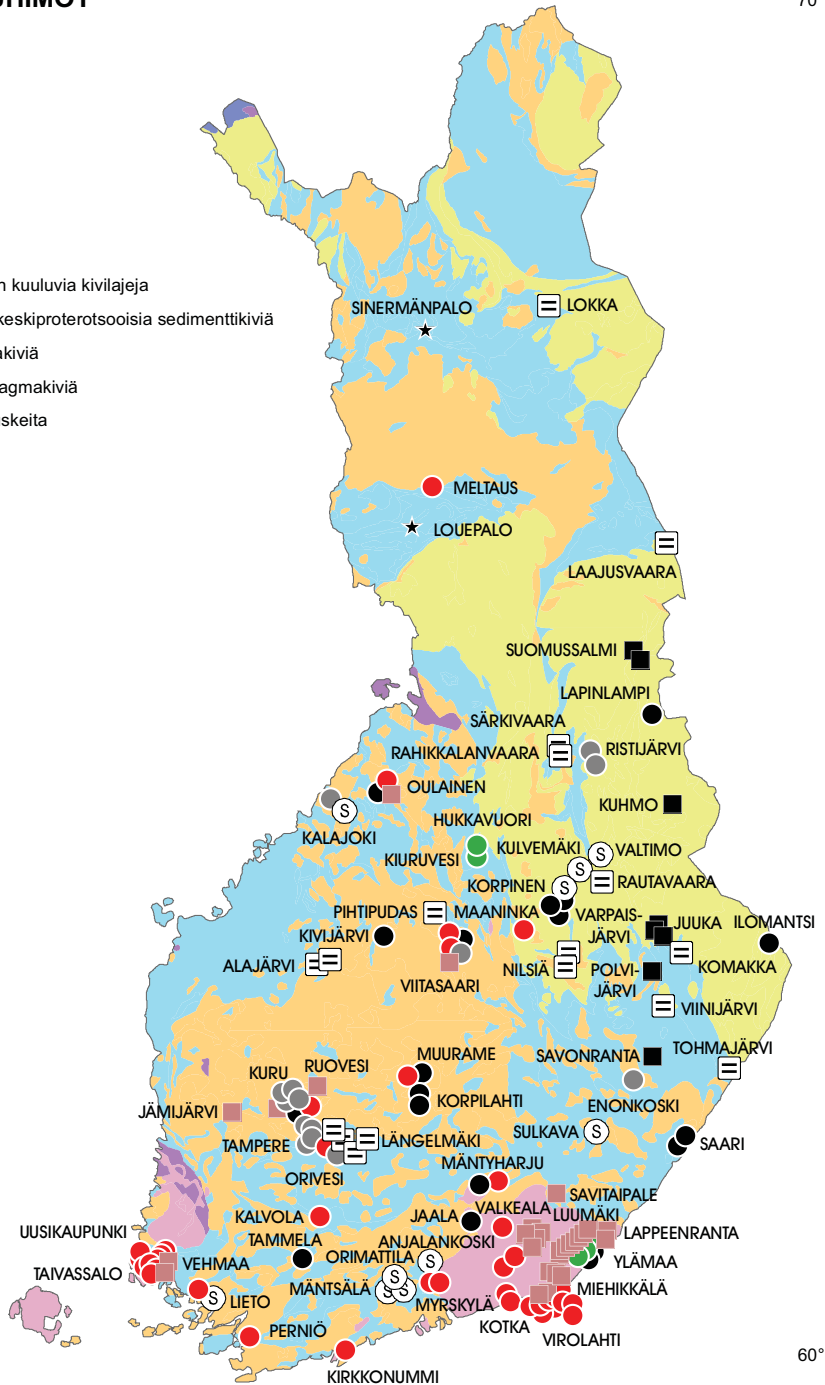 70
n kuuluvia kivilajeja
keskiproterotsooisia sedimenttikiviä
akiviä
agmakiviä
skeita
SINERMÄNPALO
LOKKA
MELTAUS
LOUEPALO
LAAJUSVAARA
SUOMUSSALMI
LAPINLAMPI
SÄRKIVAARA
RAHIKKALANVAARA
RISTIJÄRVI
OULAINEN
KUHMO
KALAJOKI
S
HUKKAVUORI
KIURUVESI
KULVEMÄKI
S
VALTIMO
S
KORPINEN
S
RAUTAVAARA
PIHTIPUDAS
MAANINKA
VARPAIS-
JÄRVI
JUUKA
ILOMANTSI
KIVIJÄRVI
ALAJÄRVI
VIITASAARI
NILSIÄ
POLVI-
JÄRVI
KOMAKKA
VIINIJÄRVI
SAVONRANTA
TOHMAJÄRVI
MUURAME
KURU
RUOVESI
JÄMIJÄRVI
KORPILAHTI
ENONKOSKI
SULKAVA
S
SAARI
TAMPERE
LÄNGELMÄKI
ORIVESI
MÄNTYHARJU
SAVITAIPALE
KALVOLA
JAALA
VALKEALA
LUUMÄKI
LAPPEENRANTA
UUSIKAUPUNKI
TAMMELA
ANJALANKOSKI
ORIMATTILA
S
YLÄMAA
VEHMAA
TAIVASSALO
MÄNTSÄLÄ
S
S
S
MIEHIKKÄLÄ
LIETO
S
MYRSKYLÄ
KOTKA
VIROLAHTI
PERNIÖ
KIRKKONUMMI
60°